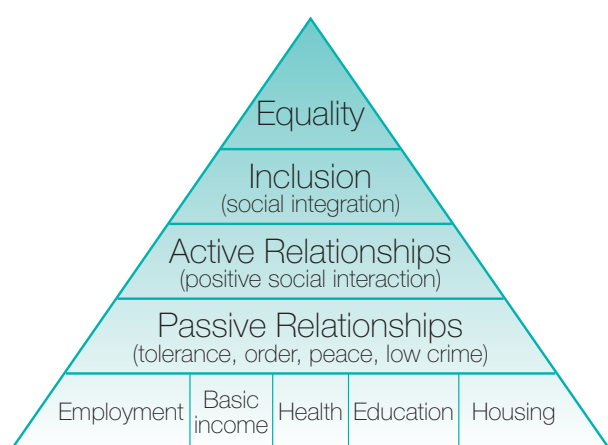 Equality
Inclusion
(social integration)
Active Relationships
(positive social interaction)
Passive Relationships
(tolerance, order, peace, low crime)
Employment
Basic
income
Health
Education
Housing